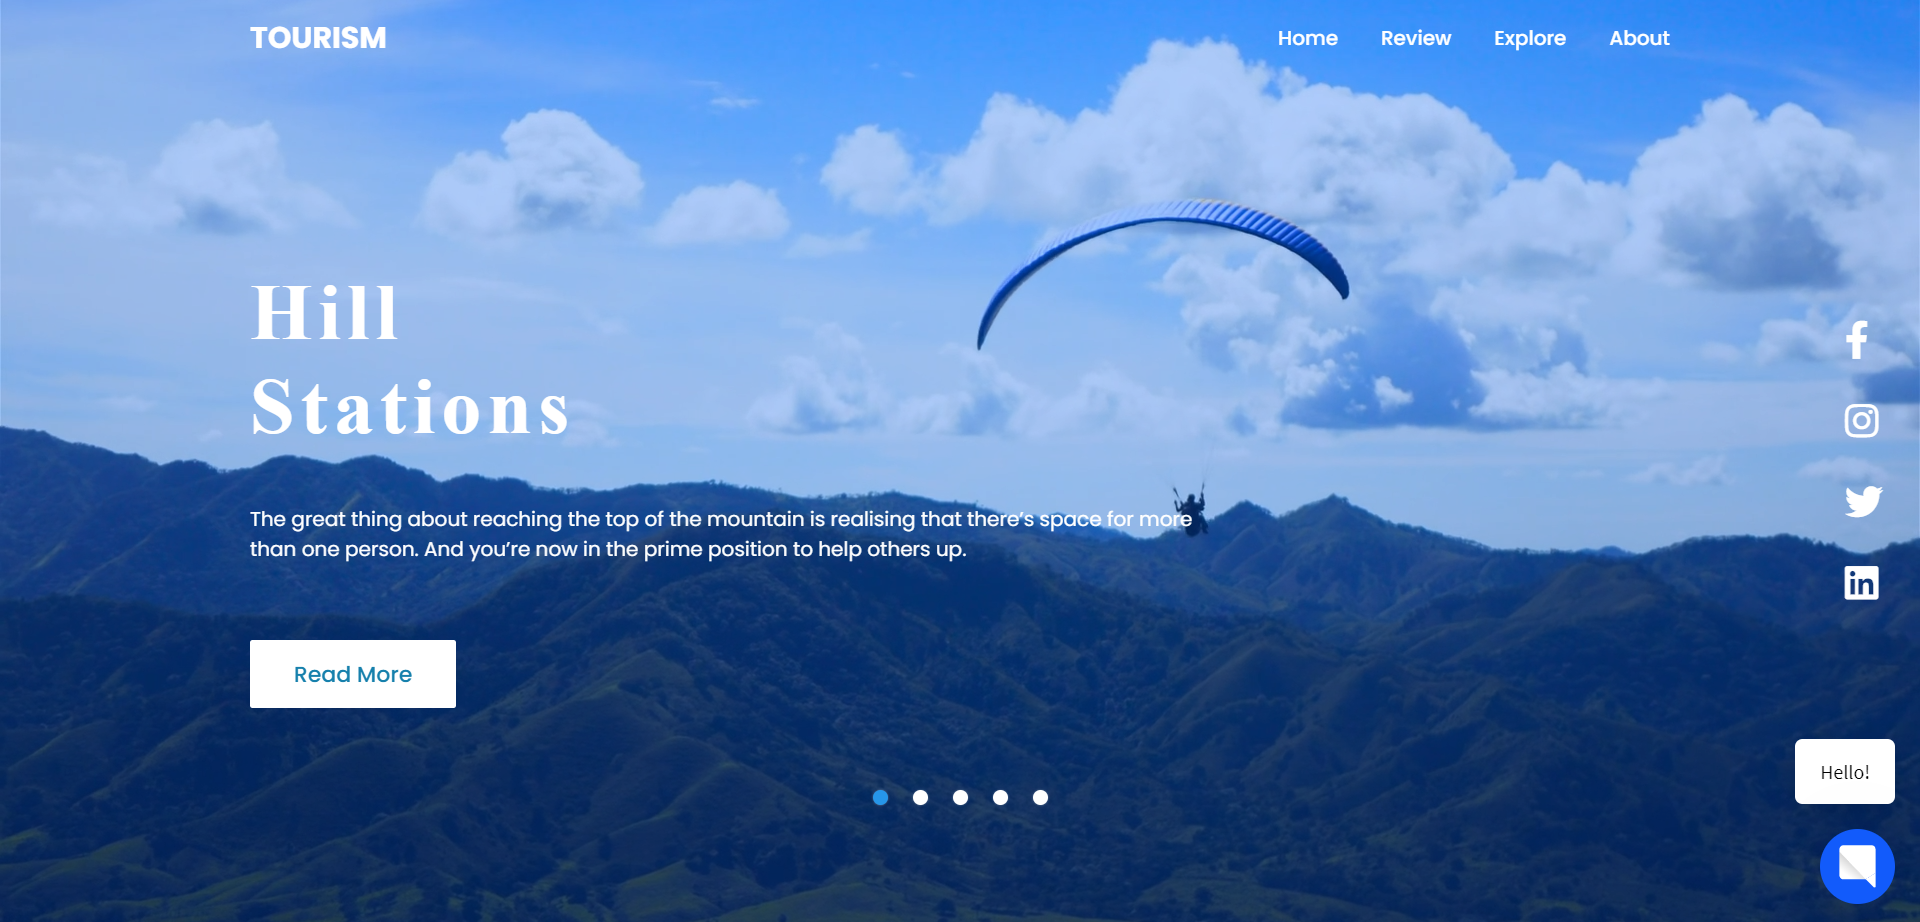 TOURISM
Home Review Explore About
Hill
Stations
The great thing about reaching the top of the mountain is realising that there’s space for more
than one person. And you’re now in the prime position to help others up.
Read More
Hello!